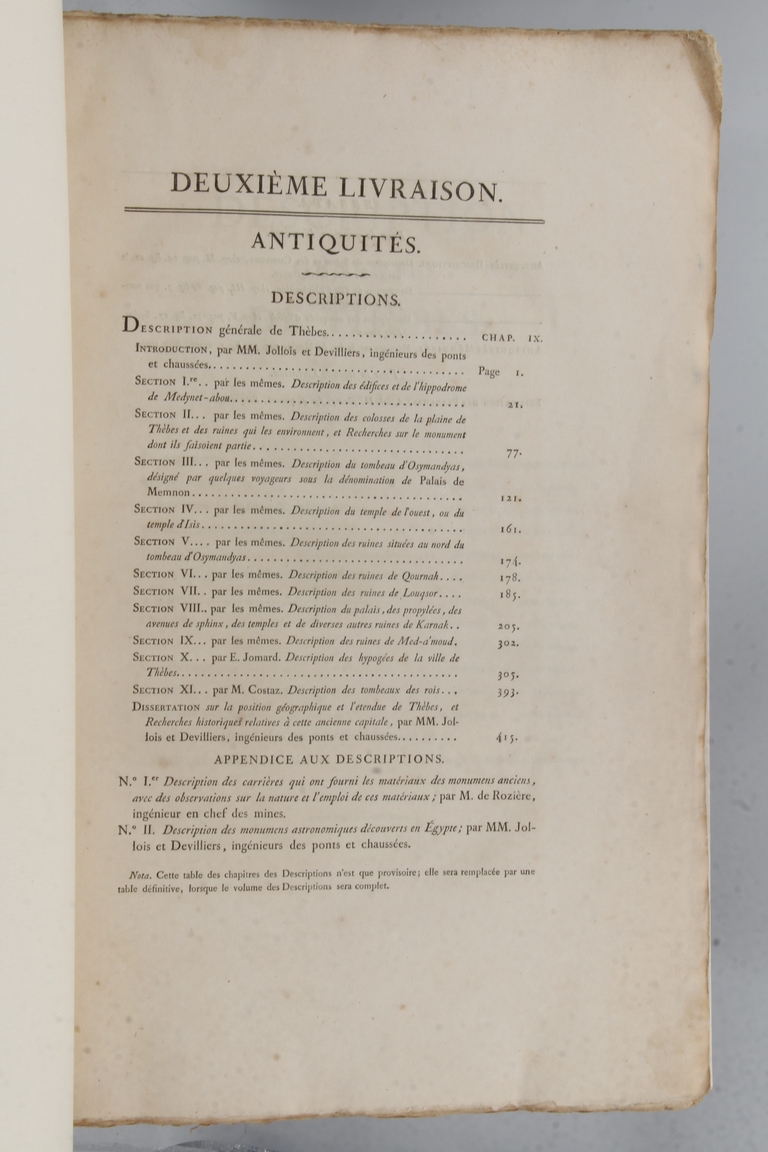 DEUXIÈME LIVRAISON.
ANTIQUITÉS.
DESCRIPTIONS.
DESCRIPTION générale de Thèbes..................... CHAP. IX.
INTRODUCTION, par MM. Jollois et Devilliers, ingénieurs des ponts
et chaussées..................................... Page 1.
SECTION I.re.. par les mêmes. Description des édifices et de l'hippodrome
de Medynet-abou.................................. 21.
SECTION II... par les mêmes. Description des colosses de la plaine de
Thèbes et des ruines qui les environnent, et Recherches sur le monument
dont ils faisoient partie................................ 77.
SECTION III... par les mêmes. Description du tombeau d'Osymandyas,
désigné par quelques voyageurs sous la dénomination de Palais de
Memnon....................................... 121.
SECTION IV... par les mêmes. Description du temple de l'ouest, ou du
temple d'Isis...................................... 161.
SECTION V.... par les mêmes. Description des ruines situées au nord du
tombeau d'Osymandyas................................ 174.
SECTION VI... par les mêmes. Description des ruines de Qournah.... 178.
SECTION VII.. par les mêmes. Description des ruines de Louqsor.... 185.
SECTION VIII.. par les mêmes. Description du palais, des propylées, des
avenues de sphinx, des temples et de diverses autres ruines de Karnak.. 205.
SECTION IX... par les mêmes. Description des ruines de Med-a'moud. 302.
SECTION X... par E. Jomard. Description des hypogées de la ville de
Thèbes.......................................... 305.
SECTION XI... par M. Costaz. Description des tombeaux des rois... 393.
DISSERTATION sur la position géographique et l'etendue de Thèbes, et
Recherches historiques relatives à cette ancienne capitale, par MM. Jol-
lois et Devilliers, ingénieurs des ponts et chaussées.......... 415.
APPENDICE AUX DESCRIPTIONS.
N.º I.er Description des carrières qui ont fourni les matériaux des monumens anciens,
avec des observations sur la nature et l'emploi de ces matériaux; par M. de Rozière,
ingénieur en chef des mines.
N.º II. Description des monumens astronomiques découverts en Égypte; par MM. Jol-
lois et Devilliers, ingénieurs des ponts et chaussées.
Nota. Cette table des chapitres des Descriptions n'est que provisoire; elle sera remplacée par une
table définitive, lorsque le volume des Descriptions sera complet.